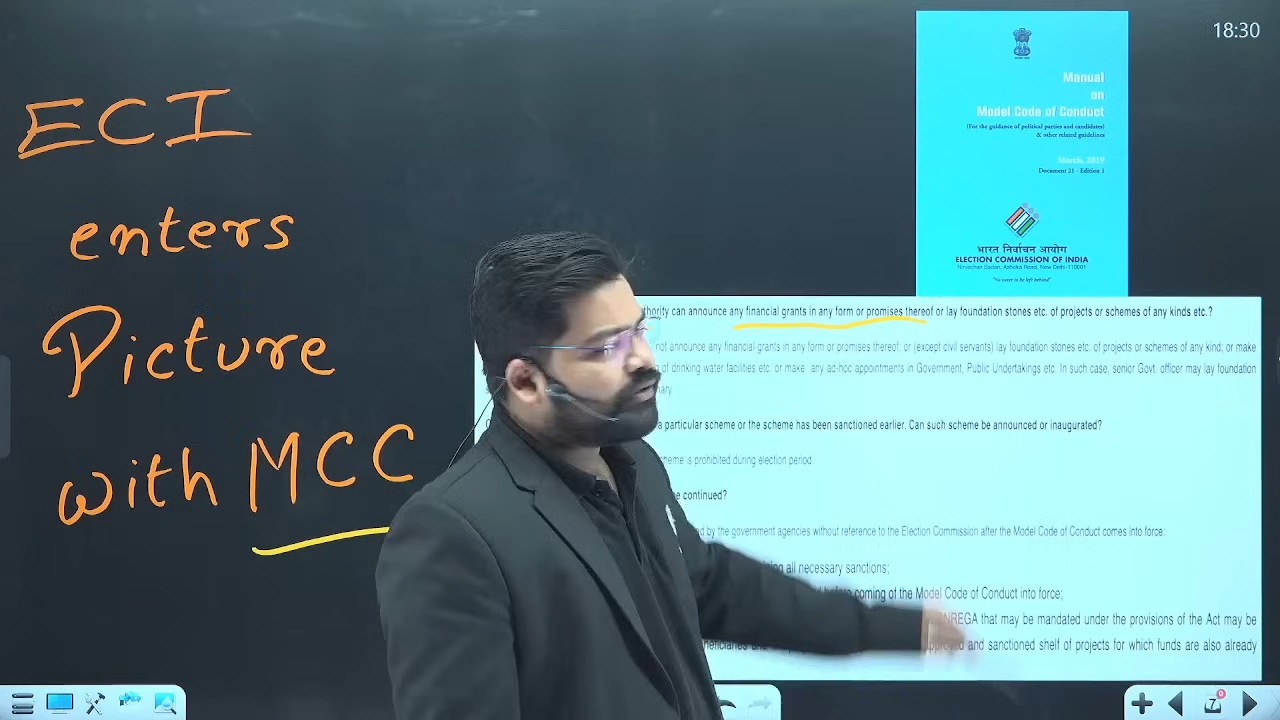 ECI
enters
Picture
with MCC
18:30
Manual
on
Model Code of Conduct
(For the guidance of political parties and candidates)
& other related guidelines
March, 2019
Document 21 - Edition 1
भारत निर्वाचन आयोग
ELECTION COMMISSION OF INDIA
Nirvachan Sadan, Ashoka Road, New Delhi-110001
"No voter to be left behind"
can announce any financial grants in any form or promises thereof or lay foundation stones etc. of projects or schemes of any kinds etc.?
not announce any financial grants in any form or promises thereof; or (except civil servants) lay foundation stones etc. of projects or schemes of any kind; or make
of drinking water facilities etc. or make any ad-hoc appointments in Government, Public Undertakings etc. In such case, senior Govt. officer may lay foundation
a particular scheme or the scheme has been sanctioned earlier. Can such scheme be announced or inaugurated?
is prohibited during election period.
be continued?
by the government agencies without reference to the Election Commission after the Model Code of Conduct comes into force:
all necessary sanctions;
before coming of the Model Code of Conduct into force;
that may be mandated under the provisions of the Act may be
and sanctioned shelf of projects for which funds are also already
7
0